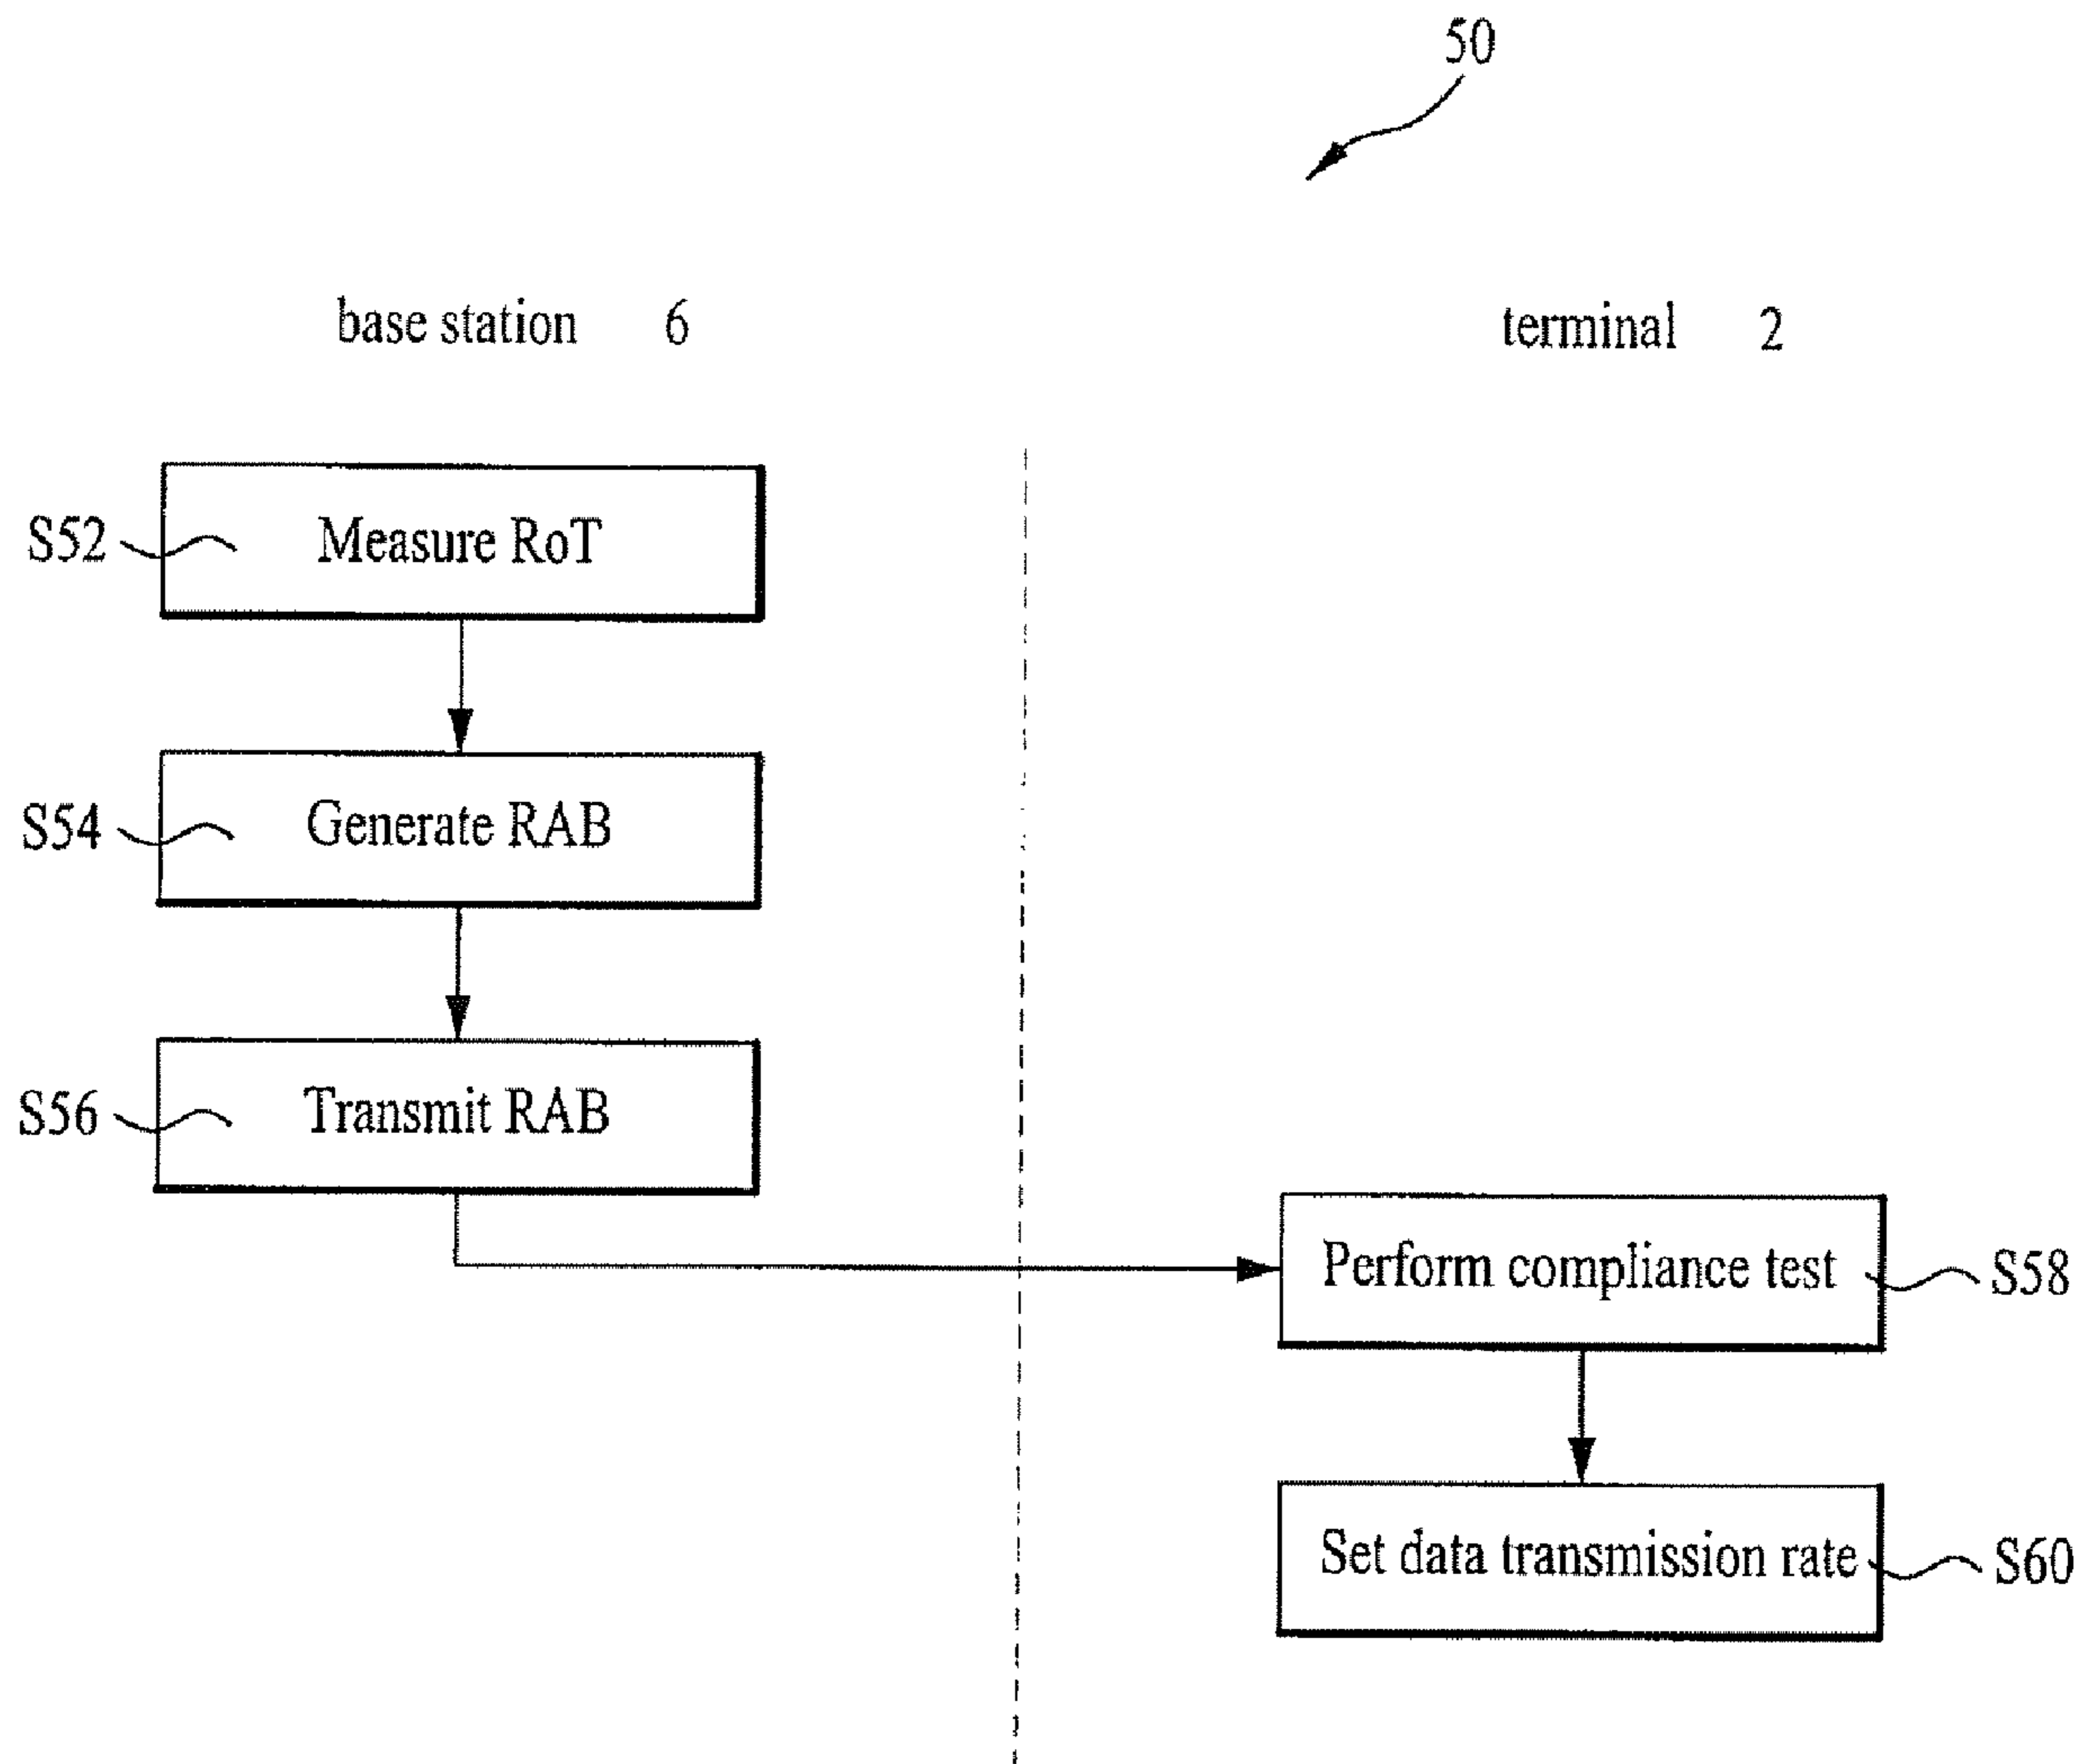 50
base station 6
terminal 2
S52
Measure RoT
S54
Generate RAB
S56
Transmit RAB
Perform compliance test
S58
Set data transmission rate
S60